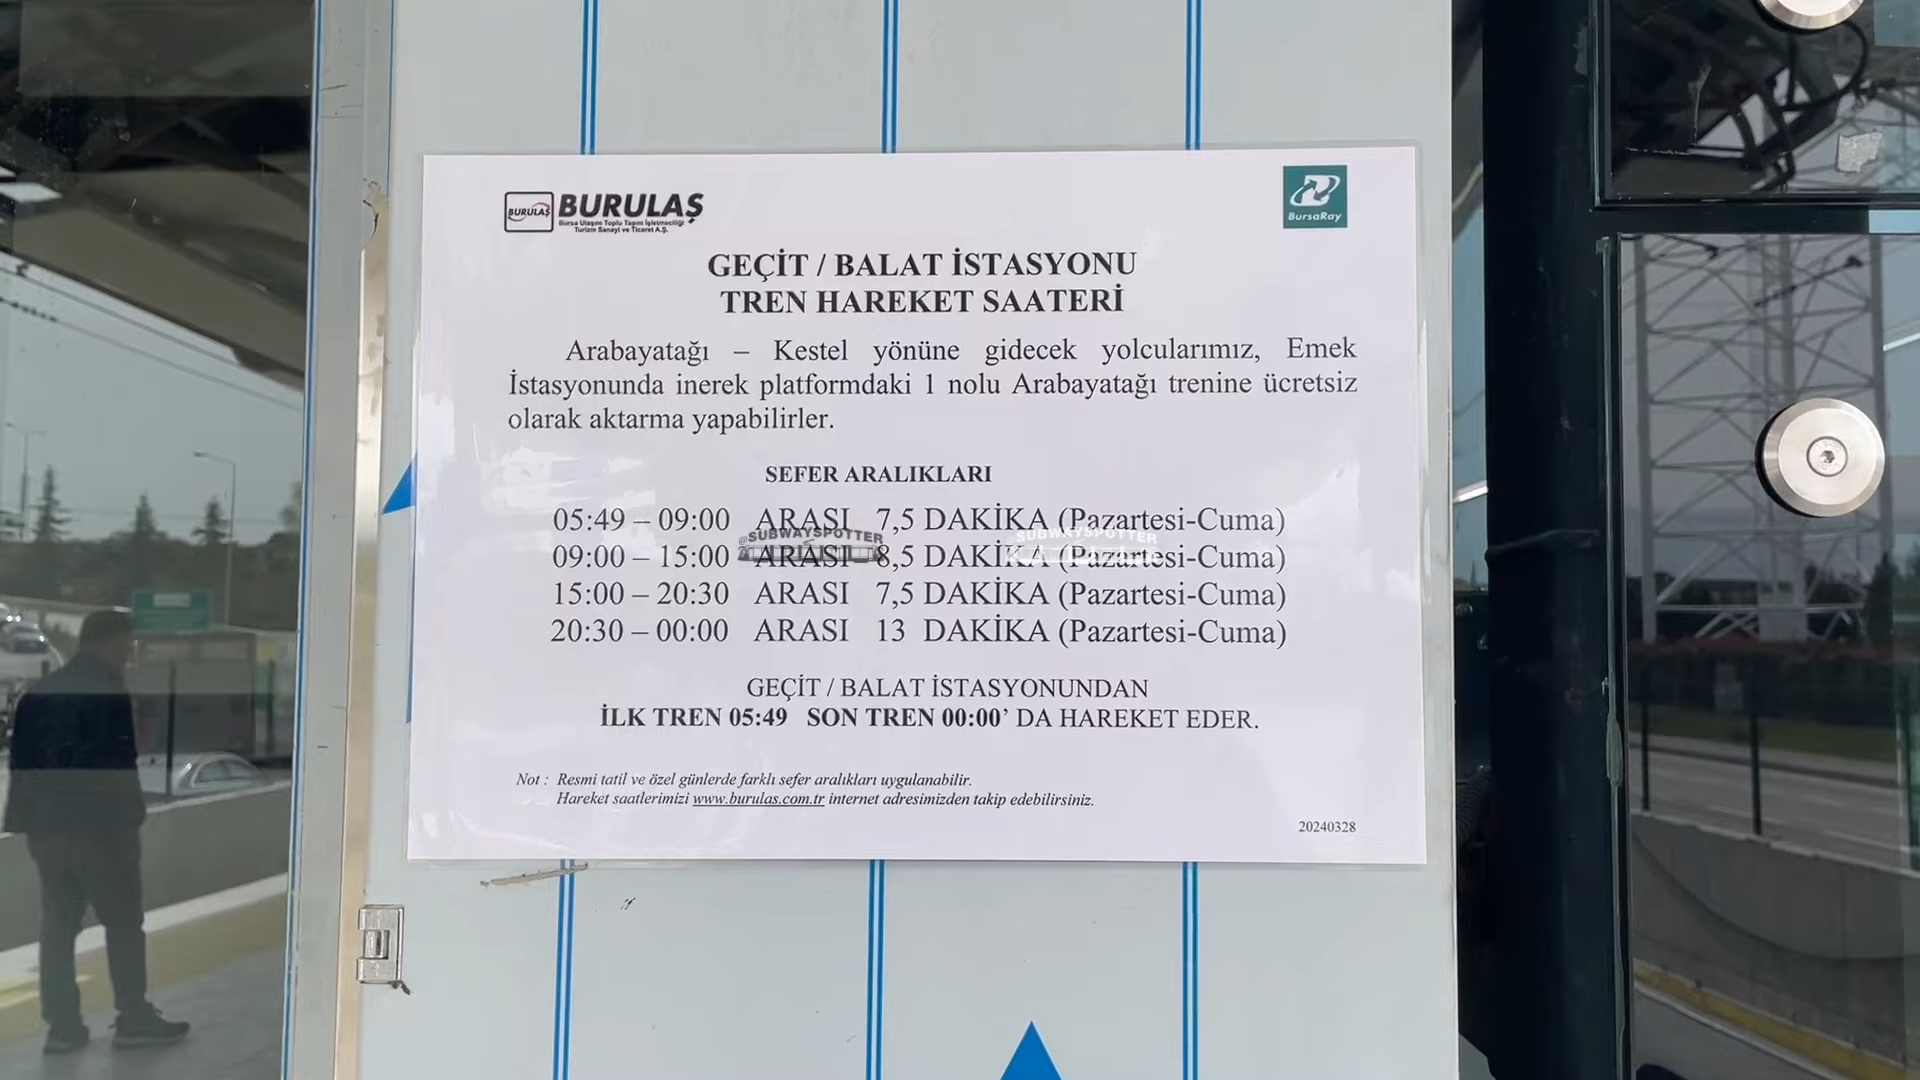 BURULAŞ
BURULAŞ
Bursa Ulaşım Toplu Taşım İşletmeciliği
Turizm Sanayi ve Ticaret A.Ş.
BursaRay
GEÇİT / BALAT İSTASYONU
TREN HAREKET SAATERİ
Arabayatağı – Kestel yönüne gidecek yolcularımız, Emek
İstasyonunda inerek platformdaki 1 nolu Arabayatağı trenine ücretsiz
olarak aktarma yapabilirler.
SEFER ARALIKLARI
05:49 – 09:00 ARASI 7,5 DAKİKA (Pazartesi-Cuma)
@SUBWAYSPOTTER
SUBWAYSPOTTER
09:00 – 15:00 ARASI 8,5 DAKİKA (Pazartesi-Cuma)
15:00 – 20:30 ARASI 7,5 DAKİKA (Pazartesi-Cuma)
20:30 – 00:00 ARASI 13 DAKİKA (Pazartesi-Cuma)
GEÇİT / BALAT İSTASYONUNDAN
İLK TREN 05:49 SON TREN 00:00’ DA HAREKET EDER.
Not : Resmi tatil ve özel günlerde farklı sefer aralıkları uygulanabilir.
Hareket saatlerimizi www.burulas.com.tr internet adresimizden takip edebilirsiniz.
20240328